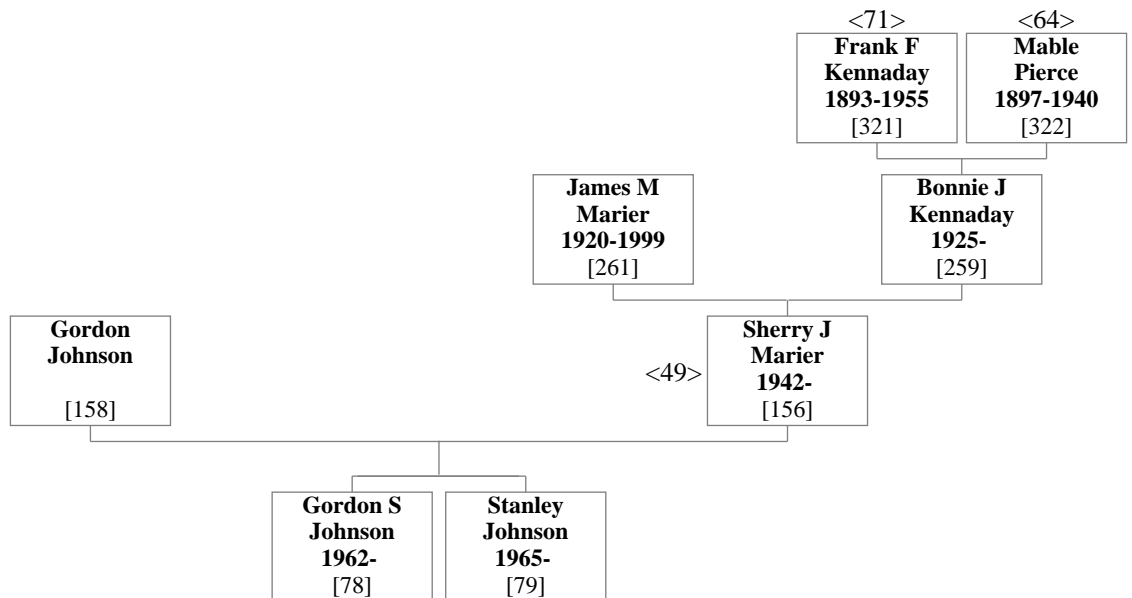 <71>
<64>
Frank F
Kennaday
1893-1955
[321]
Mable
Pierce
1897-1940
[322]
James M
Marier
1920-1999
[261]
Bonnie J
Kennaday
1925-
[259]
Gordon
Johnson
[158]
<49>
Sherry J
Marier
1942-
[156]
Gordon S
Johnson
1962-
[78]
Stanley
Johnson
1965-
[79]